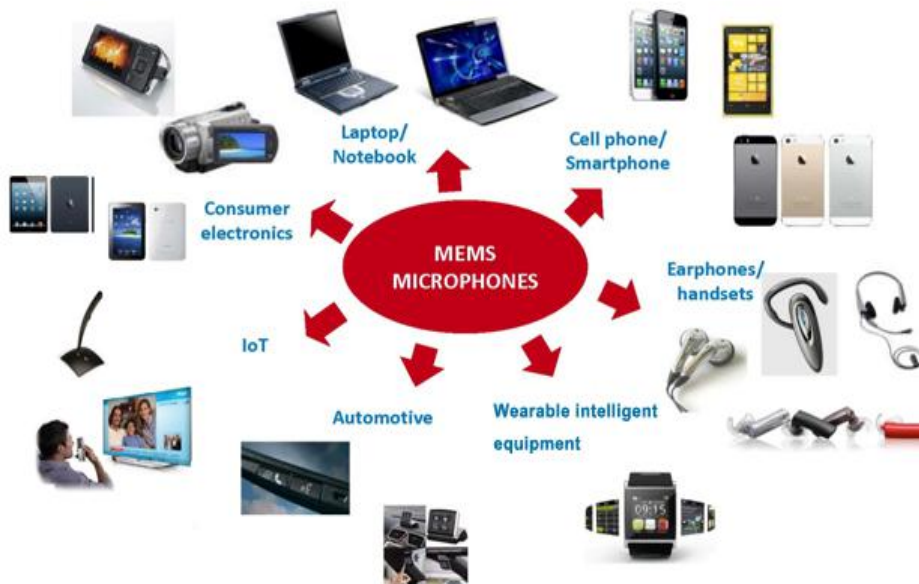 Laptop/
Notebook
Cell phone/
Smartphone
Consumer
electronics
MEMS
MICROPHONES
Earphones/
handsets
IoT
Automotive
Wearable intelligent
equipment
09:15